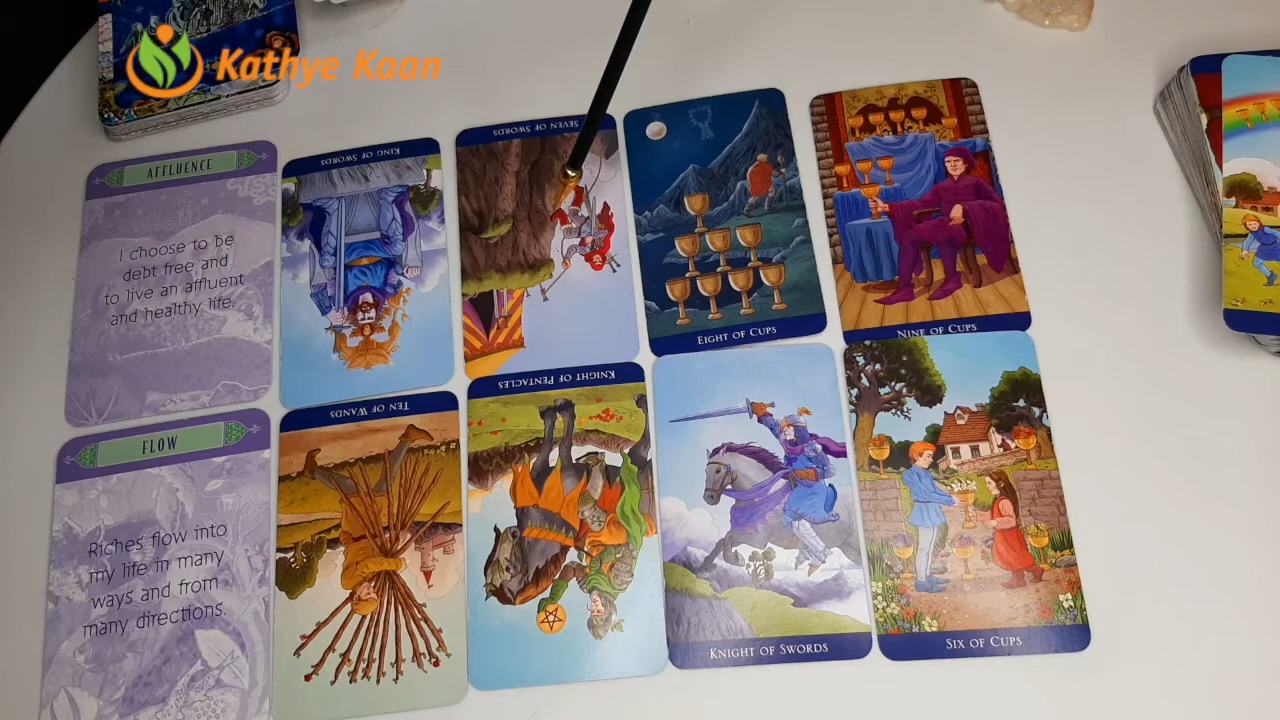 Kathye Kaan
AFFLUENCE
I choose to be
debt free and
to live an affluent
and healthy life.
KING OF SWORDS
SEVEN OF SWORDS
EIGHT OF CUPS
NINE OF CUPS
FLOW
Riches flow into
my life in many
ways and from
many directions.
TEN OF WANDS
KNIGHT OF PENTACLES
KNIGHT OF SWORDS
SIX OF CUPS